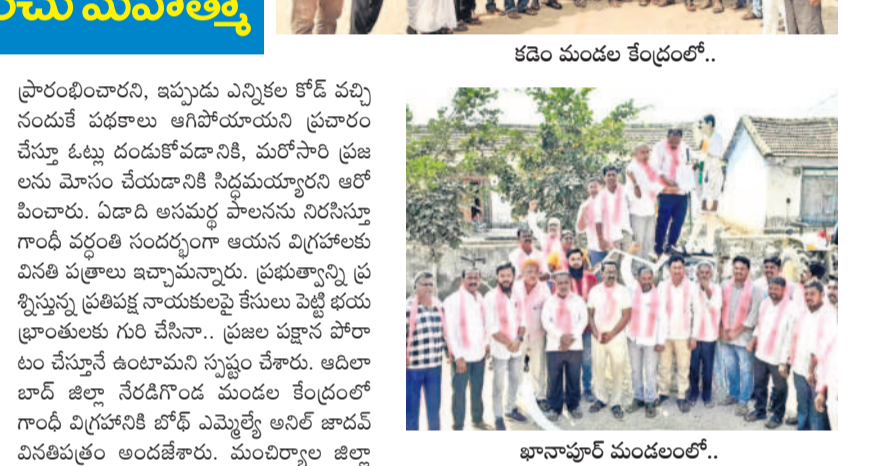 మహాత్మా
కడెం మండల కేంద్రంలో..
ప్రారంభించారని, ఇప్పుడు ఎన్నికల కోడ్ వచ్చి
నందుకే పథకాలు ఆగిపోయాయని ప్రచారం
చేస్తూ ఓట్లు దండుకోవడానికి, మరోసారి ప్రజ
లను మోసం చేయడానికి సిద్ధమయ్యారని ఆరో
పించారు. ఏడాది అసమర్థ పాలనను నిరసిస్తూ
గాంధీ వర్ధంతి సందర్భంగా ఆయన విగ్రహాలకు
వినతి పత్రాలు ఇచ్చామన్నారు. ప్రభుత్వాన్ని ప్ర
శ్నిస్తున్న ప్రతిపక్ష నాయకులపై కేసులు పెట్టి భయ
భ్రాంతులకు గురి చేసినా.. ప్రజల పక్షాన పోరా
టం చేస్తూనే ఉంటామని స్పష్టం చేశారు. ఆదిలా
బాద్ జిల్లా నేరడిగొండ మండల కేంద్రంలో
గాంధీ విగ్రహానికి బోథ్ ఎమ్మెల్యే అనిల్ జాదవ్
వినతిపత్రం అందజేశారు. మంచిర్యాల జిల్లా
ఖానాపూర్ మండలంలో..